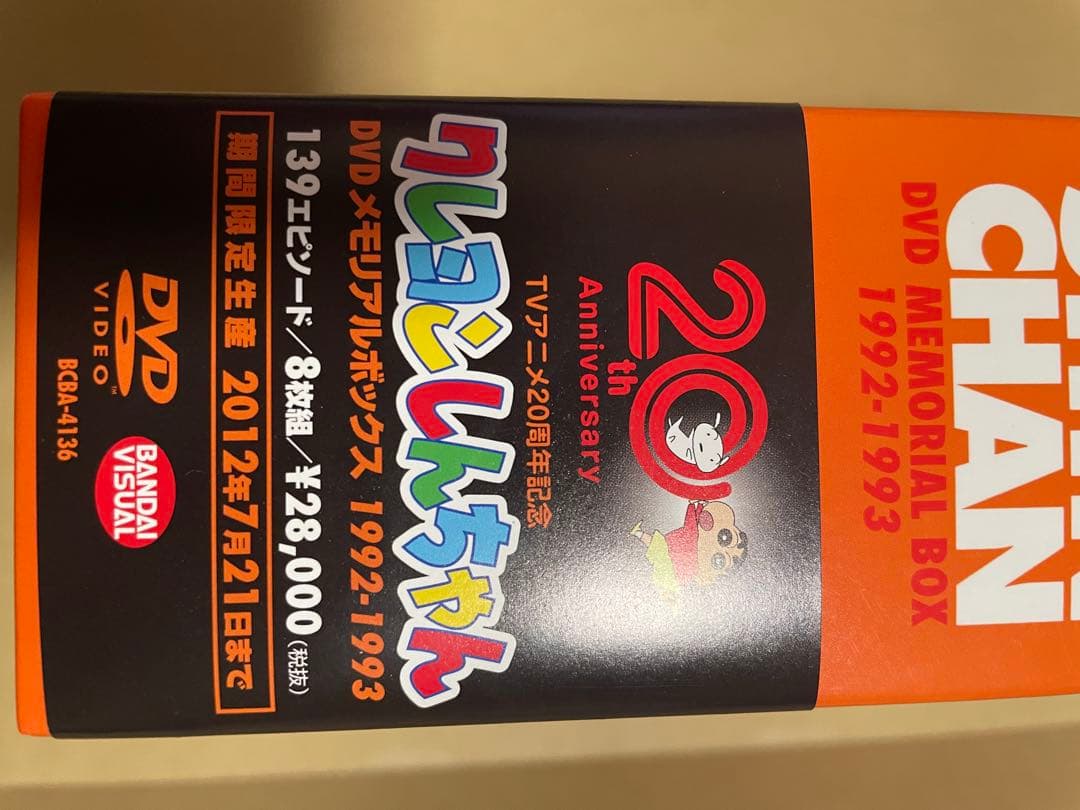 CHAN
DVD MEMORIAL BOX
1992-1993
20th
Anniversary
TVアニメ20周年記念
クレヨンしんちゃん
DVDメモリアルボックス 1992-1993
139エピソード/8枚組/¥28,000(税抜)
期間限定生産 2012年7月21日まで
DVD
VIDEO™
BANDAI
VISUAL
BCBA-4136